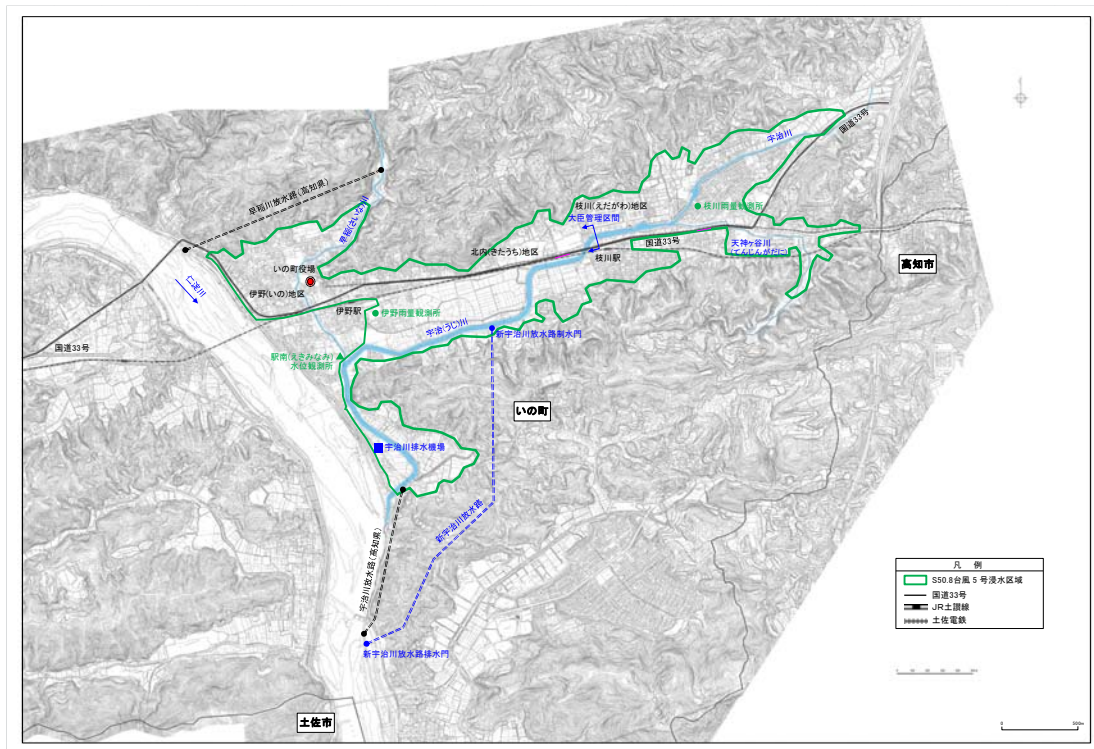 国道33号
宇治川
早稲川放水路(高知県)
早稲(さいな)川
枝川雨量観測所
枝川(えだがわ)地区
大臣管理区間
国道33号
天神ヶ谷川
(てんじんがだに)
北内(きたうち)地区
枝川駅
高知市
いの町役場
仁淀川
伊野(いの)地区
伊野駅
伊野雨量観測所
宇治(うじ)川
新宇治川放水路制水門
国道33号
駅南(えきみなみ)
水位観測所
いの町
宇治川排水機場
新宇治川放水路
宇治川放水路(高知県)
新宇治川放水路排水門
土佐市
凡 例
S50.8台風 5 号浸水区域
国道33号
JR土讃線
土佐電鉄
0
500m